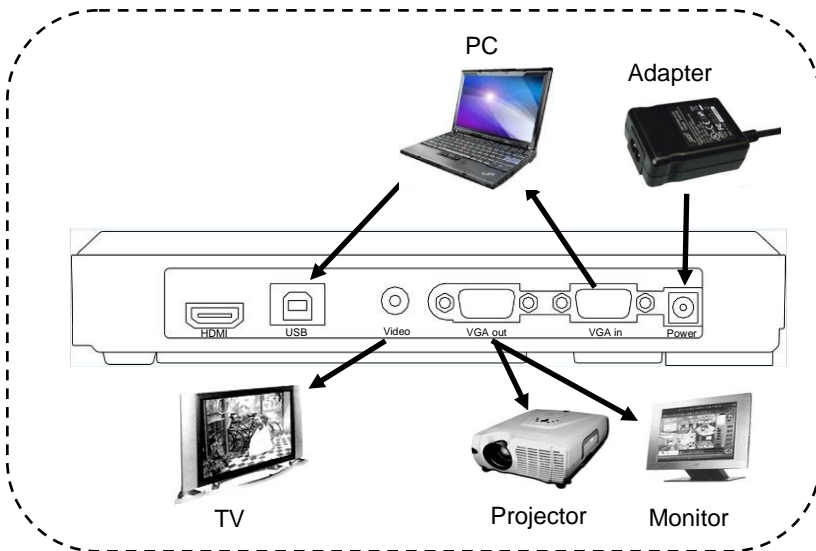 PC
Adapter
HDMI
USB
Video
VGA out
VGA in
Power
TV
Projector
Monitor